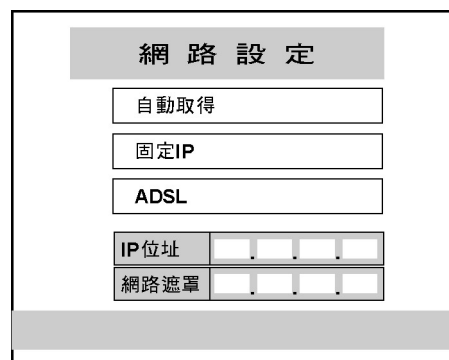 網路設定
自動取得
固定IP
ADSL
IP位址 . . .
網路遮罩 . . .